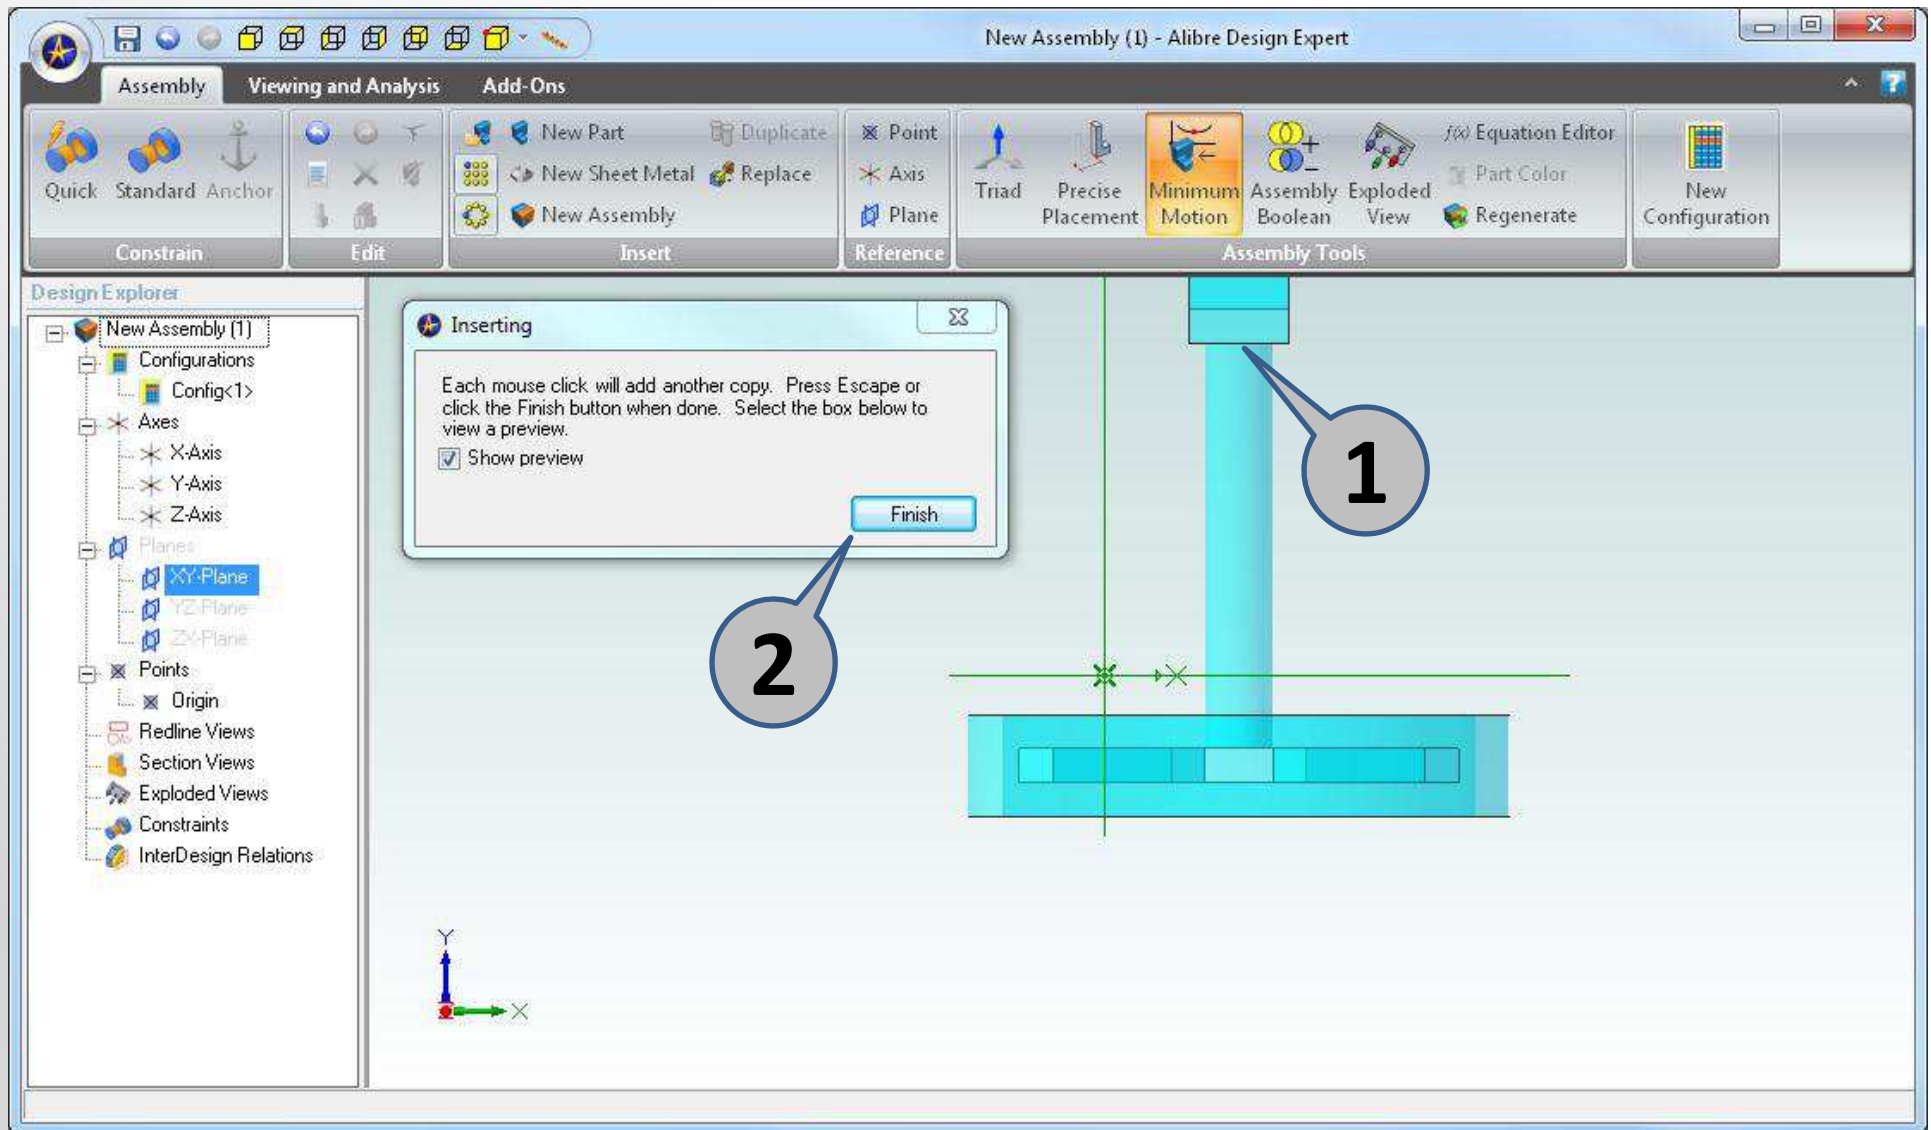 New Assembly (1) - Alibre Design Expert
Assembly Viewing and Analysis Add-Ons
Quick Standard Anchor
Constrain
Edit
New Part Duplicate
New Sheet Metal Replace
New Assembly
Insert
Point
Axis
Plane
Reference
Triad
Precise Placement
Minimum Motion
Assembly Boolean
Exploded View
f(x) Equation Editor
Part Color
Regenerate
Assembly Tools
New Configuration
Design Explorer
New Assembly (1)
Configurations
Config<1>
Axes
X-Axis
Y-Axis
Z-Axis
Planes
XY-Plane
YZ-Plane
ZX-Plane
Points
Origin
Redline Views
Section Views
Exploded Views
Constraints
InterDesign Relations
Inserting
Each mouse click will add another copy. Press Escape or
click the Finish button when done. Select the box below to
view a preview.
Show preview
Finish
1
2
X
Y
X